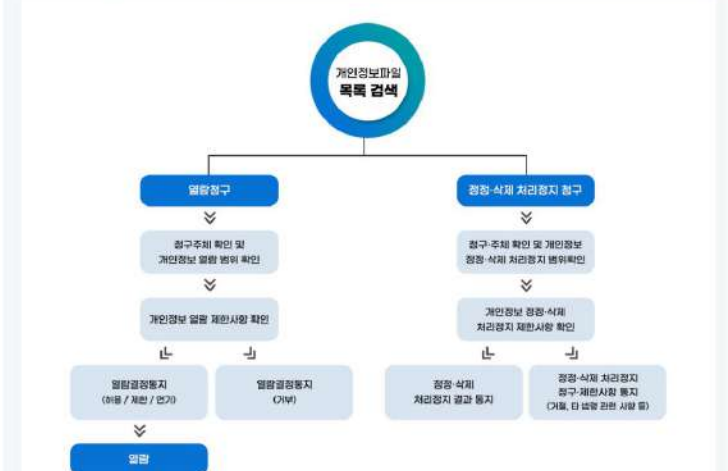 개인정보파일
목록 검색
열람청구
정정·삭제 처리정지 청구
청구주체 확인 및
개인정보 열람 범위 확인
청구·주체 확인 및 개인정보
정정·삭제 처리정지 범위확인
개인정보 열람 제한사항 확인
개인정보 정정·삭제
처리정지 제한사항 확인
열람결정통지
(허용 / 제한 / 연기)
열람결정통지
(거부)
정정·삭제
처리정지 결과 통지
정정·삭제 처리정지
청구·제한사항 통지
(거절, 타 법령 관련 사항 등)
열람